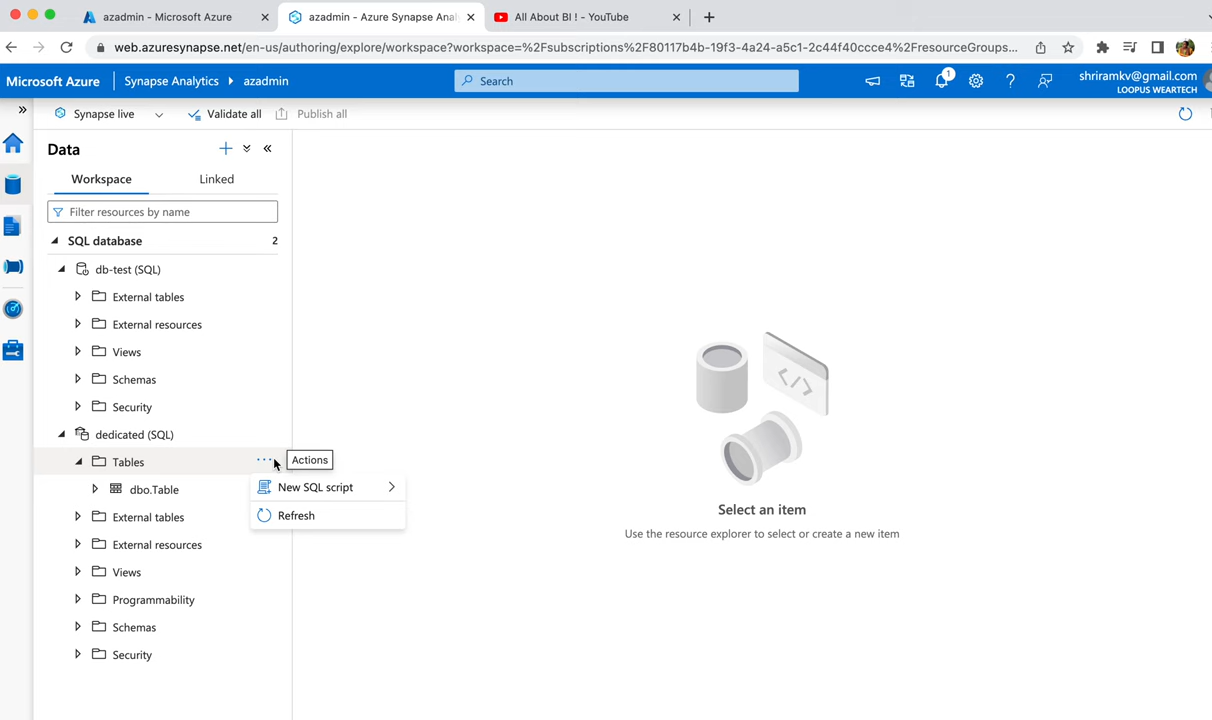 azadmin - Microsoft Azure
azadmin - Azure Synapse Anal
All About BI ! - YouTube
web.azuresynapse.net/en-us/authoring/explore/workspace?workspace=%2Fsubscriptions%2F80117b4b-19f3-4a24-a5c1-2c44f40ccce4%2FresourceGroups...
Microsoft Azure
Synapse Analytics
azadmin
Search
1
shriramkv@gmail.com
LOOPUS WEARTECH
Synapse live
Validate all
Publish all
Data
Workspace
Linked
Filter resources by name
SQL database
2
db-test (SQL)
External tables
External resources
Views
Schemas
Security
dedicated (SQL)
Tables
...
Actions
New SQL script
dbo.Table
Refresh
External tables
External resources
Views
Programmability
Schemas
Security
Select an item
Use the resource explorer to select or create a new item